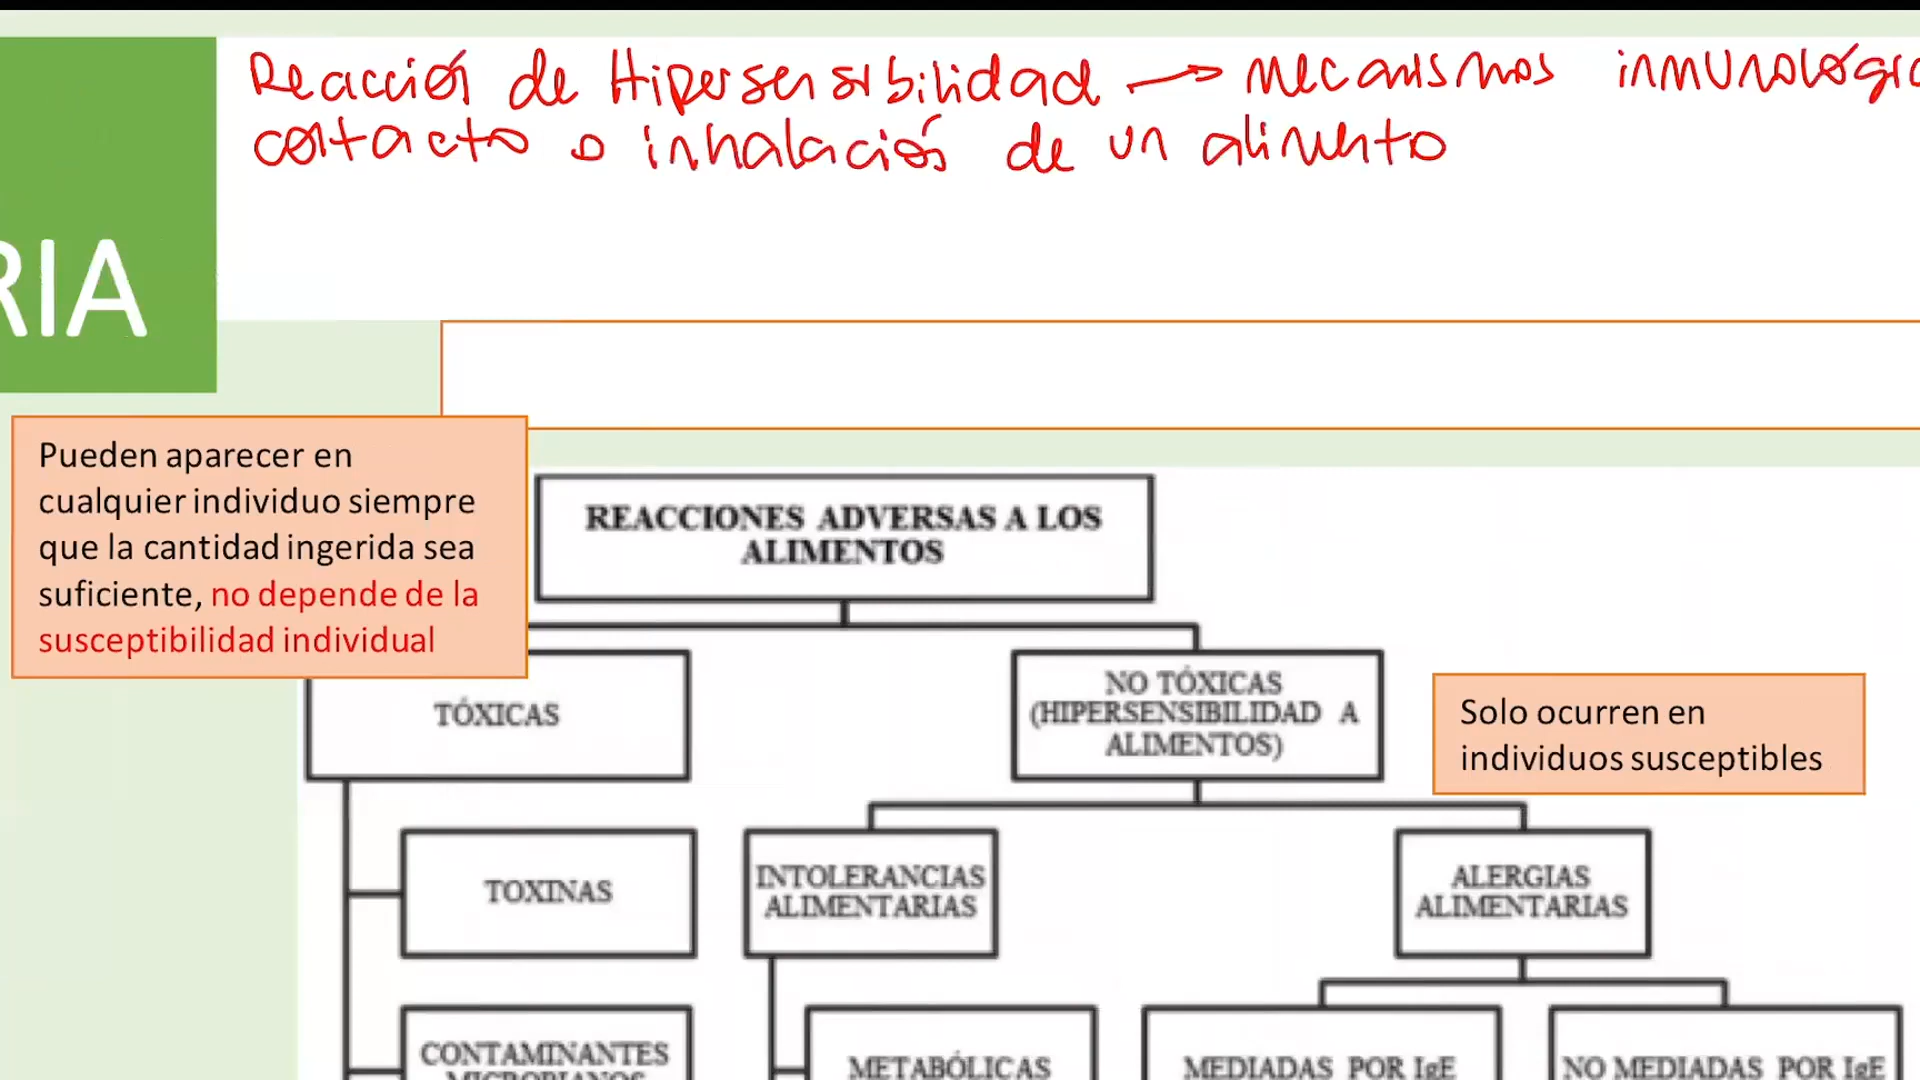 Reacción de Hipersensibilidad → mecanismos inmunológic
contacto o inhalación de un alimento
RIA
Pueden aparecer en
cualquier individuo siempre
que la cantidad ingerida sea
suficiente, no depende de la
susceptibilidad individual
REACCIONES ADVERSAS A LOS
ALIMENTOS
TÓXICAS
NO TÓXICAS
(HIPERSENSIBILIDAD A
ALIMENTOS)
Solo ocurren en
individuos susceptibles
TOXINAS
INTOLERANCIAS
ALIMENTARIAS
ALERGIAS
ALIMENTARIAS
CONTAMINANTES
MICROBIANOS
METABÓLICAS
MEDIADAS POR IgE
NO MEDIADAS POR IgE